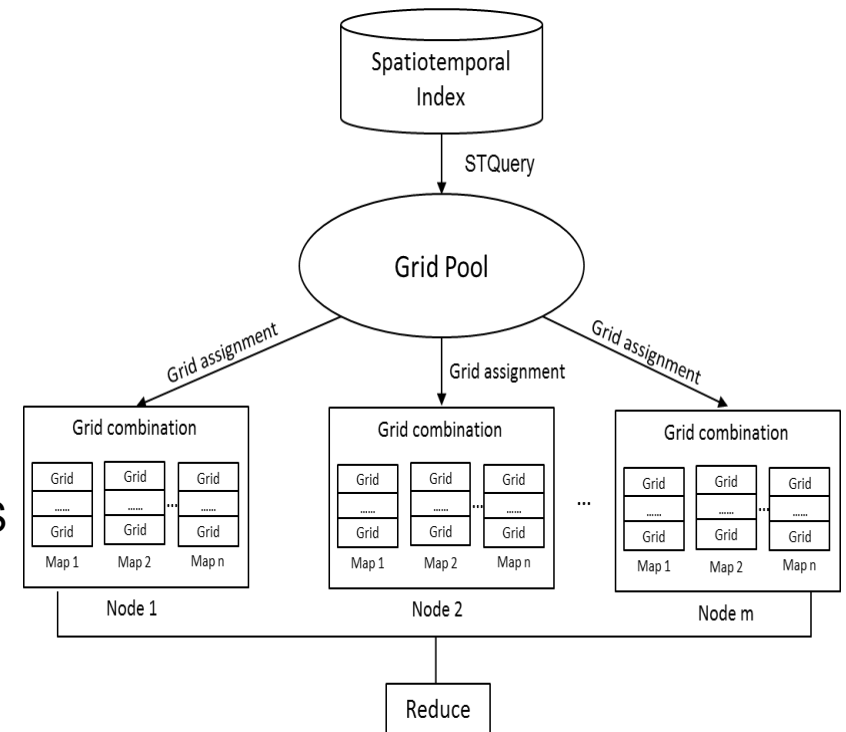 Spatiotemporal
Index
STQuery
Grid Pool
Grid assignment
Grid assignment
Grid assignment
Grid combination
Grid Grid Grid
...... ...... ... ......
Grid Grid Grid
Map 1 Map 2 Map n
Node 1
Grid combination
Grid Grid Grid
...... ...... ... ......
Grid Grid Grid
Map 1 Map 2 Map n
Node 2
...
Grid combination
Grid Grid Grid
...... ...... ... ......
Grid Grid Grid
Map 1 Map 2 Map n
Node m
s
Reduce